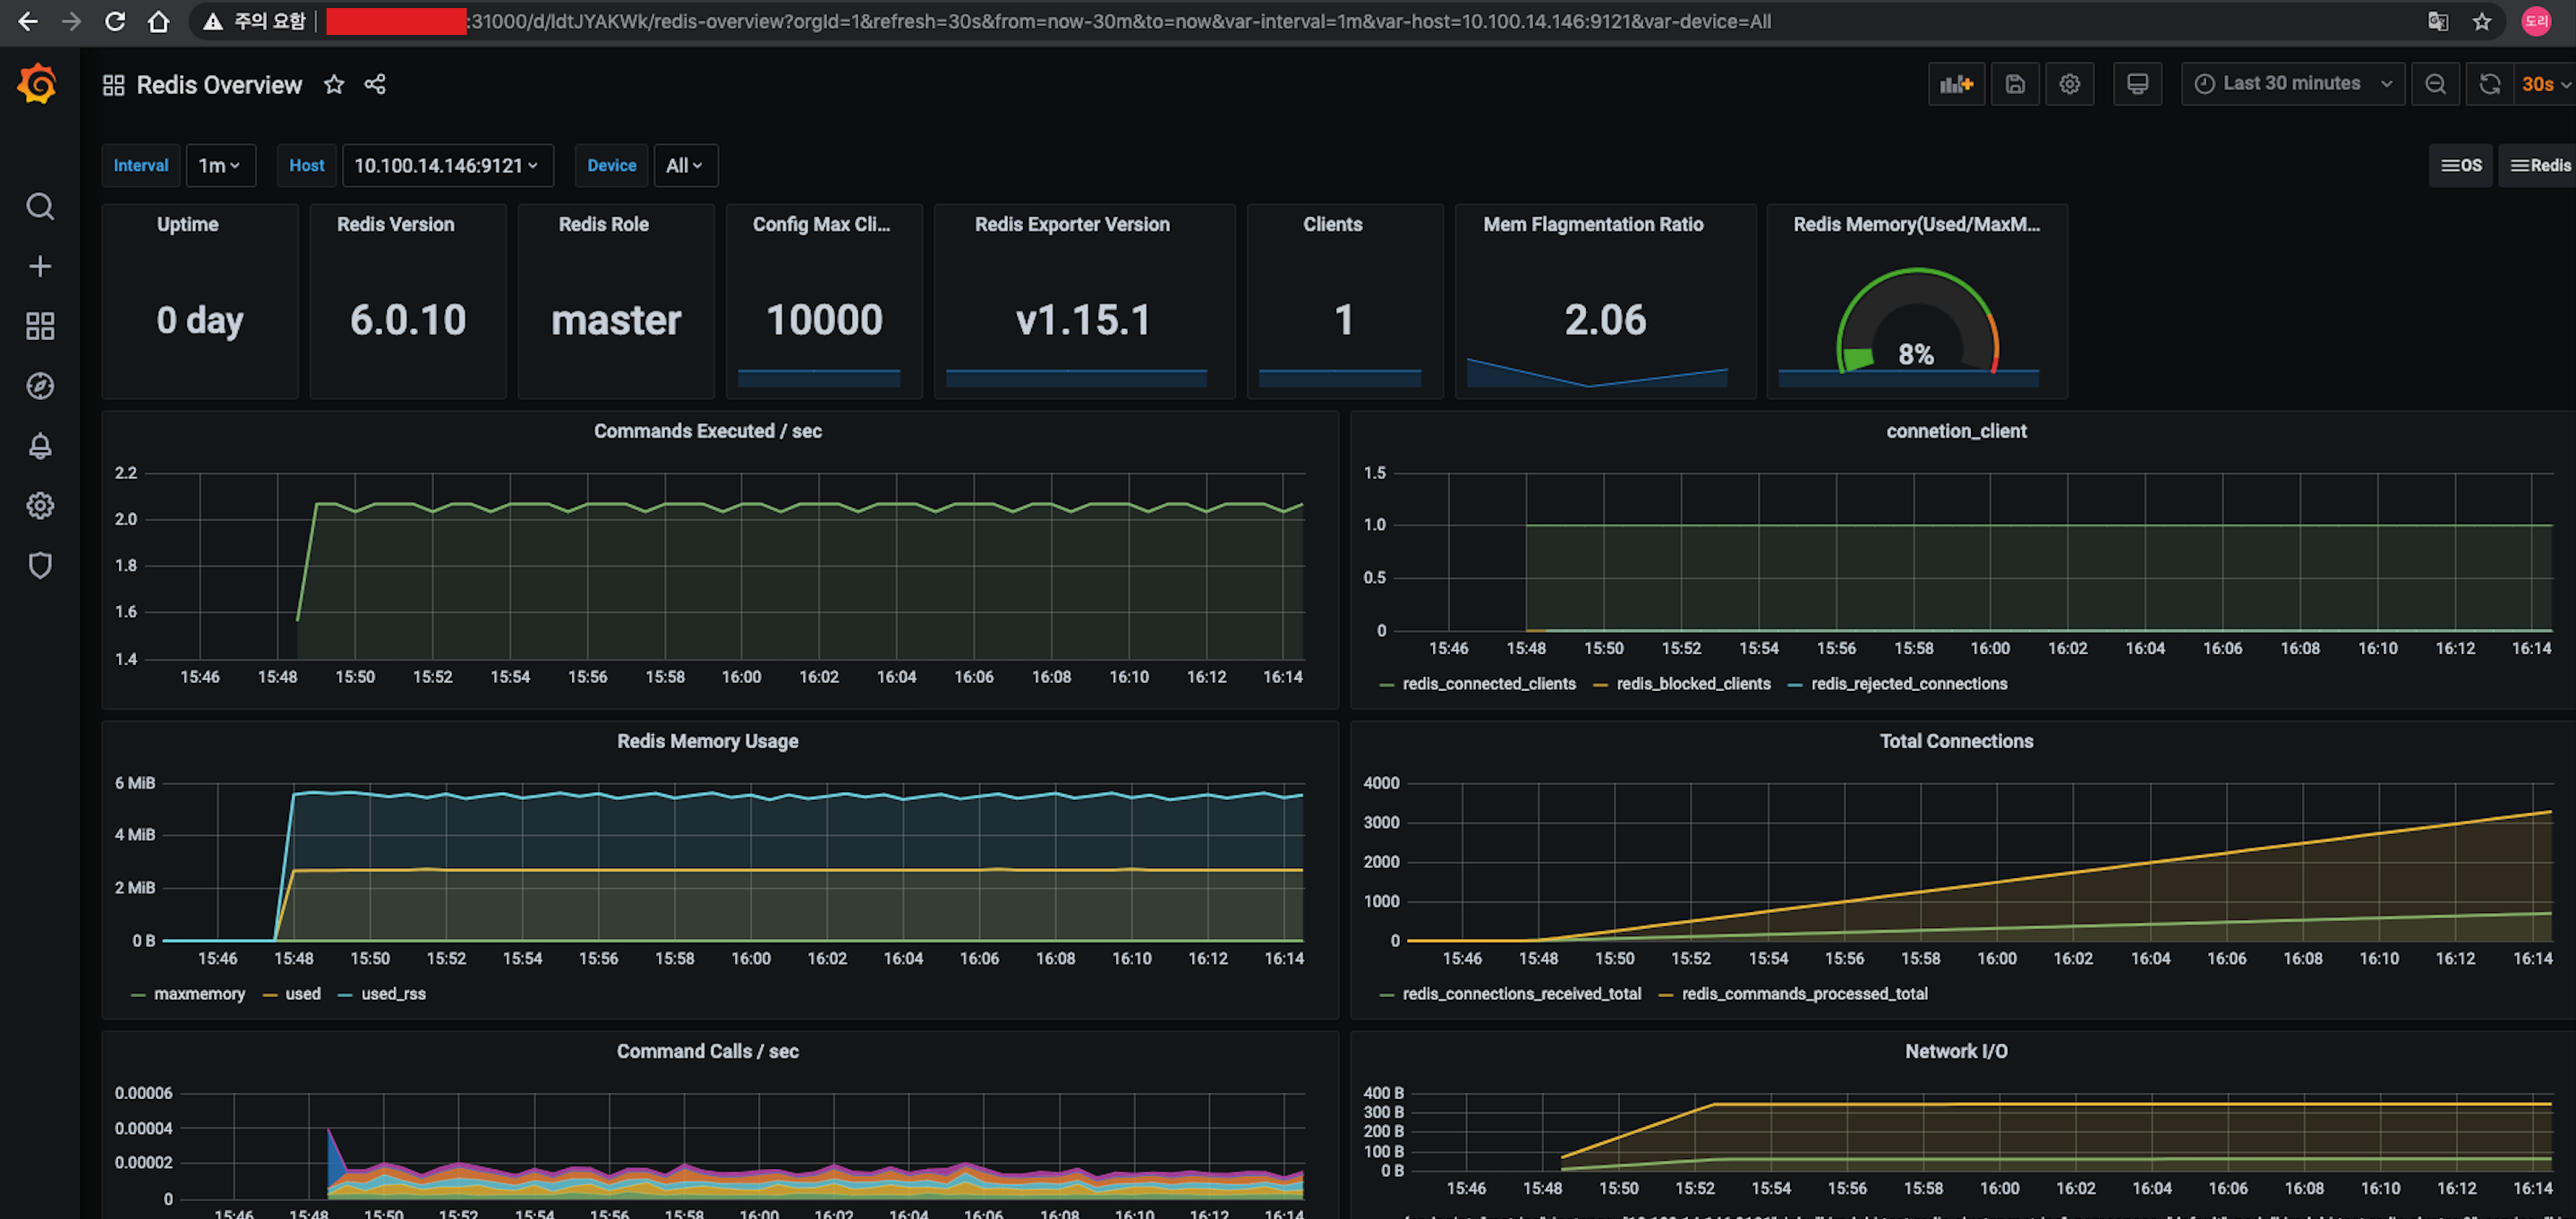 주의 요함 :31000/d/ldtJYAKWk/redis-overview?orgId=1&refresh=30s&from=now-30m&to=now&var-interval=1m&var-host=10.100.14.146:9121&var-device=All 도리
Redis Overview Last 30 minutes 30s
Interval 1m Host 10.100.14.146:9121 Device All OS Redis
Uptime Redis Version Redis Role Config Max Cli... Redis Exporter Version Clients Mem Flagmentation Ratio Redis Memory(Used/MaxM...
0 day 6.0.10 master 10000 v1.15.1 1 2.06 8%
Commands Executed / sec
2.2
2.0
1.8
1.6
1.4
15:46 15:48 15:50 15:52 15:54 15:56 15:58 16:00 16:02 16:04 16:06 16:08 16:10 16:12 16:14
connetion_client
1.5
1.0
0.5
0
15:46 15:48 15:50 15:52 15:54 15:56 15:58 16:00 16:02 16:04 16:06 16:08 16:10 16:12 16:14
redis_connected_clients redis_blocked_clients redis_rejected_connections
Redis Memory Usage
6 MiB
4 MiB
2 MiB
0 B
15:46 15:48 15:50 15:52 15:54 15:56 15:58 16:00 16:02 16:04 16:06 16:08 16:10 16:12 16:14
maxmemory used used_rss
Total Connections
4000
3000
2000
1000
0
15:46 15:48 15:50 15:52 15:54 15:56 15:58 16:00 16:02 16:04 16:06 16:08 16:10 16:12 16:14
redis_connections_received_total redis_commands_processed_total
Command Calls / sec
0.00006
0.00004
0.00002
0
15:46 15:48 15:50 15:52 15:54 15:56 15:58 16:00 16:02 16:04 16:06 16:08 16:10 16:12 16:14
Network I/O
400 B
300 B
200 B
100 B
0 B
15:46 15:48 15:50 15:52 15:54 15:56 15:58 16:00 16:02 16:04 16:06 16:08 16:10 16:12 16:14